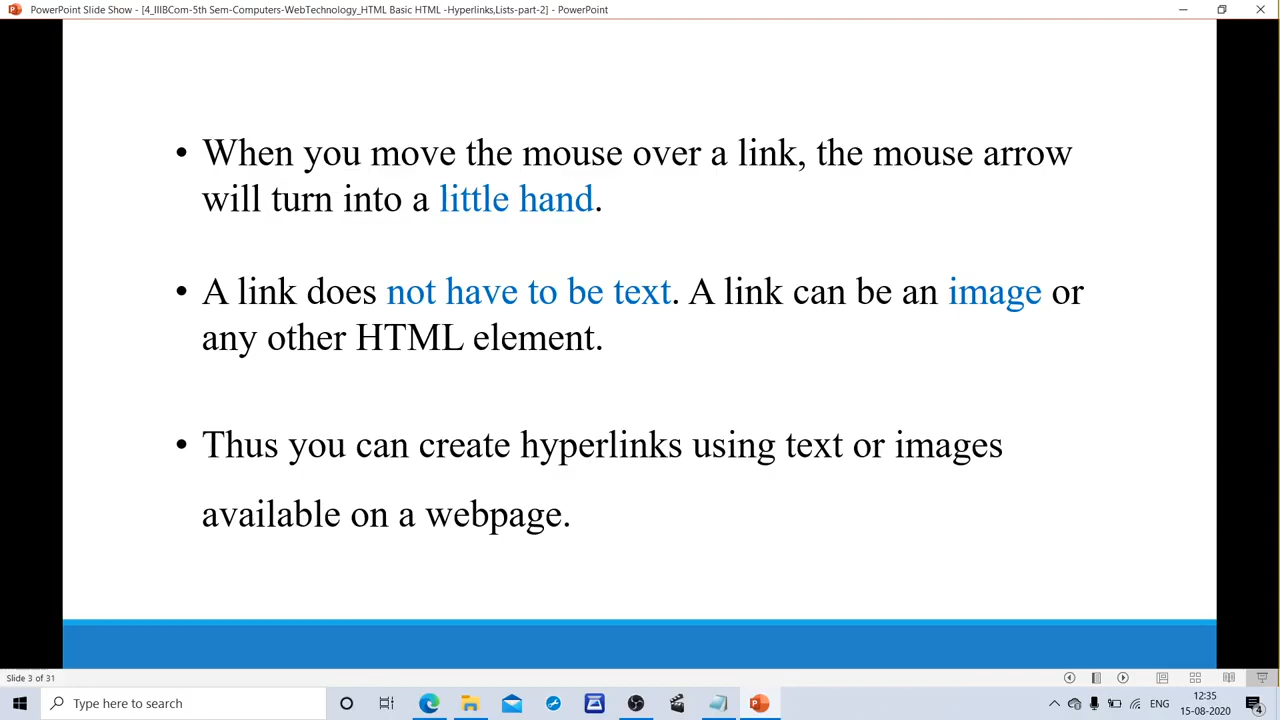 PowerPoint Slide Show - [4_IIIBCom-5th Sem-Computers-WebTechnology_HTML Basic HTML -Hyperlinks,Lists-part-2] - PowerPoint
• When you move the mouse over a link, the mouse arrow
will turn into a little hand.
• A link does not have to be text. A link can be an image or
any other HTML element.
• Thus you can create hyperlinks using text or images
available on a webpage.
Slide 3 of 31
Type here to search
ENG
12:35
15-08-2020
4